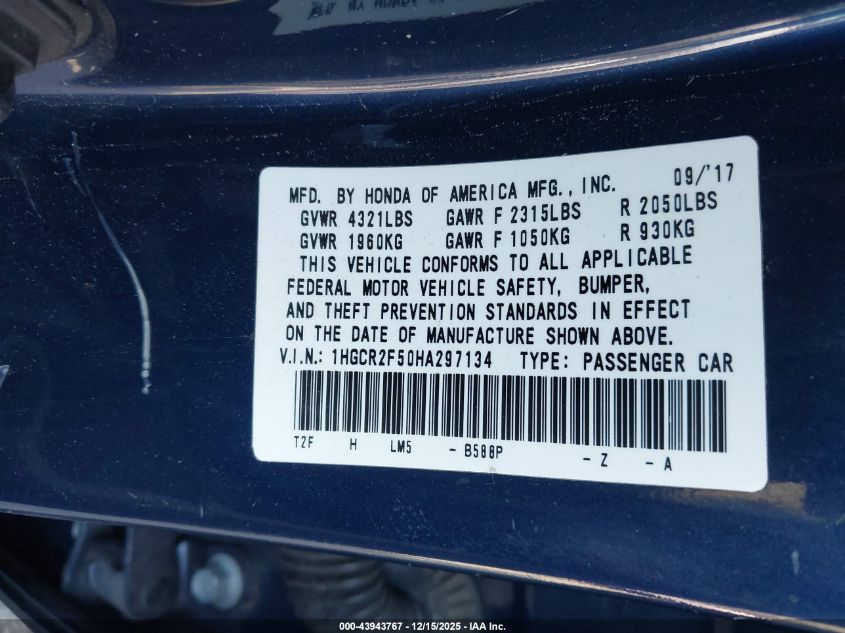 MFD. BY HONDA OF AMERICA MFG., INC. 09/'17
GVWR 4321LBS GAWR F 2315LBS R 2050LBS
GVWR 1960KG GAWR F 1050KG R 930KG
THIS VEHICLE CONFORMS TO ALL APPLICABLE
FEDERAL MOTOR VEHICLE SAFETY, BUMPER,
AND THEFT PREVENTION STANDARDS IN EFFECT
ON THE DATE OF MANUFACTURE SHOWN ABOVE.
V.I.N.: 1HGCR2F50HA297134 TYPE: PASSENGER CAR
T2F H LM5 - B588P - Z - A
000-43943767 - 12/15/2025 - IAA Inc.